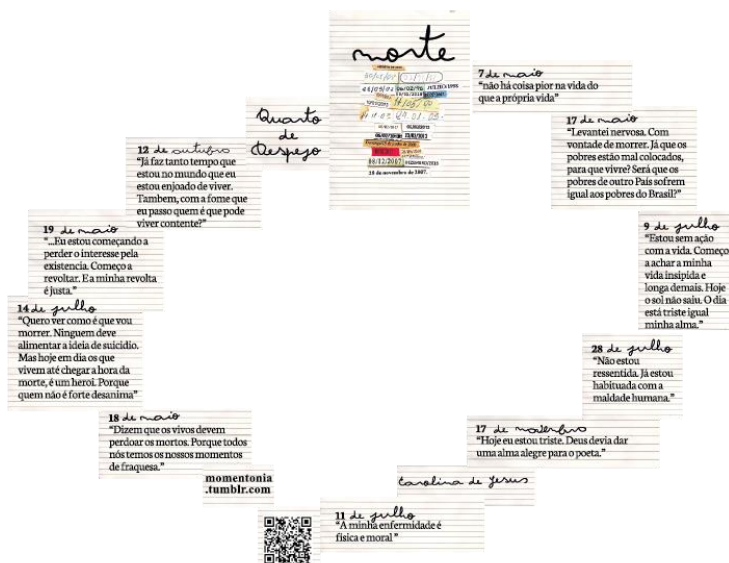 morte
7 de maio
“não há coisa pior na vida do
que a própria vida”
17 de maio
“Levantei nervosa. Com
vontade de morrer. Já que os
pobres estão mal colocados,
para que vivre? Será que os
pobres de outro País sofrem
igual aos pobres do Brasil?”
9 de julho
“Estou sem ação
com a vida. Começo
a achar a minha
vida insipida e
longa demais. Hoje
o sol não saiu. O dia
está triste igual
minha alma.”
28 de julho
“Não estou
ressentida. Já estou
habituada com a
maldade humana.”
17 de novembro
“Hoje eu estou triste. Deus devia dar
uma alma alegre para o poeta.”
Carolina de Jesus
11 de julho
“A minha enfermidade é
fisica e moral ”
momentonia
.tumblr.com
18 de maio
“Dizem que os vivos devem
perdoar os mortos. Porque todos
nós temos os nossos momentos
de fraquesa.”
14 de julho
“Quero ver como é que vou
morrer. Ninguem deve
alimentar a ideia de suicidio.
Mas hoje em dia os que
vivem até chegar a hora da
morte, é um heroi. Porque
quem não é forte desanima”
19 de maio
“...Eu estou começando a
perder o interesse pela
existencia. Começo a
revoltar. E a minha revolta
é justa.”
12 de outubro
“Já faz tanto tempo que
estou no mundo que eu
estou enjoado de viver.
Tambem, com a fome que
eu passo quem é que pode
viver contente?”
Quarto
de
Despejo
08/12/2007
18 de novembro de 2007.